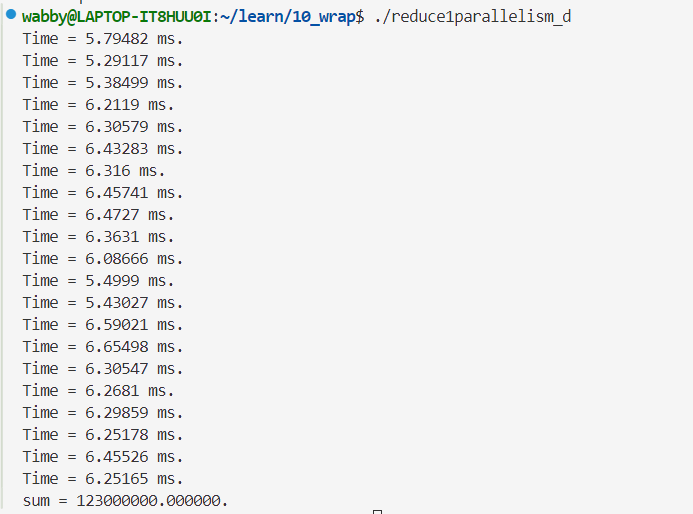 wabby@LAPTOP-IT8HUU0I:~/learn/10_wrap$ ./reduce1parallelism_d
Time = 5.79482 ms.
Time = 5.29117 ms.
Time = 5.38499 ms.
Time = 6.2119 ms.
Time = 6.30579 ms.
Time = 6.43283 ms.
Time = 6.316 ms.
Time = 6.45741 ms.
Time = 6.4727 ms.
Time = 6.3631 ms.
Time = 6.08666 ms.
Time = 5.4999 ms.
Time = 5.43027 ms.
Time = 6.59021 ms.
Time = 6.65498 ms.
Time = 6.30547 ms.
Time = 6.2681 ms.
Time = 6.29859 ms.
Time = 6.25178 ms.
Time = 6.45526 ms.
Time = 6.25165 ms.
sum = 123000000.000000.